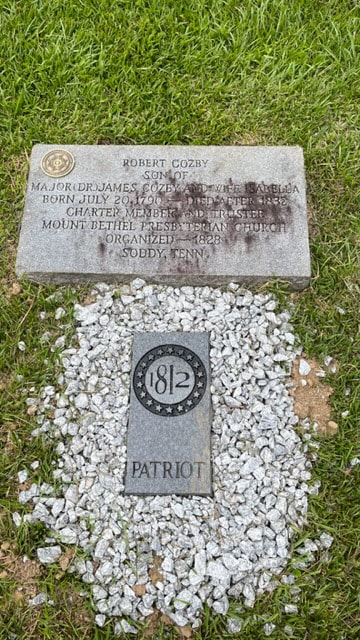 ROBERT COZBY
SON OF
MAJOR (DR.) JAMES COZBY AND WIFE ISABELLA
BORN JULY 20, 1790 — DIED AFTER
CHARTER MEMBER AND TRUSTEE
MOUNT BETHEL PRESBYTERIAN CHURCH
ORGANIZED — 1828
SODDY, TENN.
1812
PATRIOT